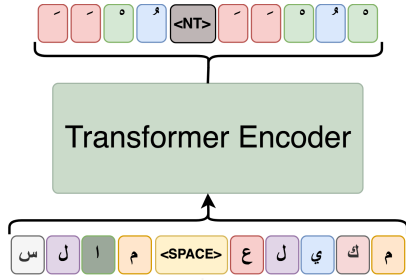 َ َ ْ ُ <NT> َ َ ْ ُ ْ
Transformer Encoder
س ل ا م <SPACE> ع ل ي ك م